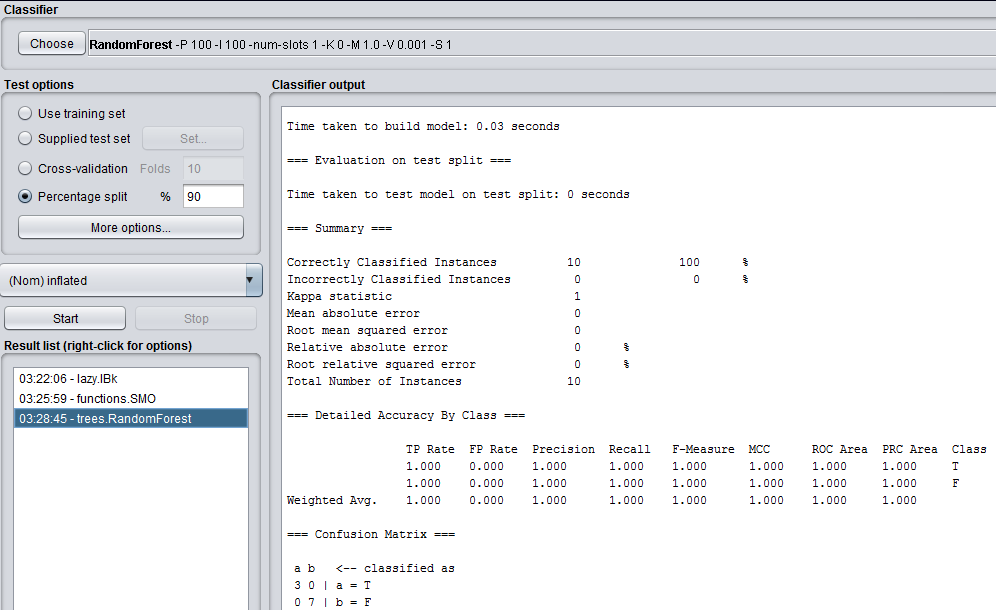 Classifier
Choose RandomForest -P 100 -I 100 -num-slots 1 -K 0 -M 1.0 -V 0.001 -S 1
Test options
Use training set
Supplied test set Set...
Cross-validation Folds 10
Percentage split % 90
More options...
(Nom) inflated
Start Stop
Result list (right-click for options)
03:22:06 - lazy.IBk
03:25:59 - functions.SMO
03:28:45 - trees.RandomForest
Classifier output
Time taken to build model: 0.03 seconds
=== Evaluation on test split ===
Time taken to test model on test split: 0 seconds
=== Summary ===
Correctly Classified Instances 10 100 %
Incorrectly Classified Instances 0 0 %
Kappa statistic 1
Mean absolute error 0
Root mean squared error 0
Relative absolute error 0 %
Root relative squared error 0 %
Total Number of Instances 10
=== Detailed Accuracy By Class ===
TP Rate FP Rate Precision Recall F-Measure MCC ROC Area PRC Area Class
1.000 0.000 1.000 1.000 1.000 1.000 1.000 1.000 T
1.000 0.000 1.000 1.000 1.000 1.000 1.000 1.000 F
Weighted Avg. 1.000 0.000 1.000 1.000 1.000 1.000 1.000 1.000
=== Confusion Matrix ===
a b <-- classified as
3 0 | a = T
0 7 | b = F